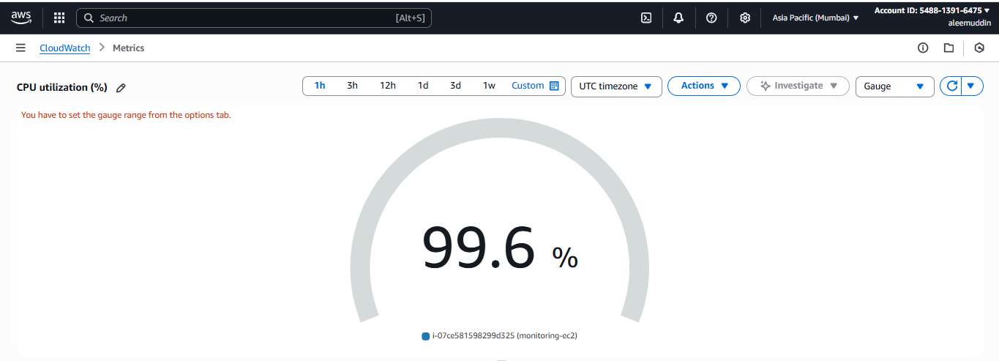 aws
Search [Alt+S]
Asia Pacific (Mumbai)
Account ID: 5488-1391-6475
aleemuddin
CloudWatch > Metrics
CPU utilization (%)
1h 3h 12h 1d 3d 1w Custom
UTC timezone
Actions
Investigate
Gauge
You have to set the gauge range from the options tab.
99.6 %
i-07ce581598299d325 (monitoring-ec2)